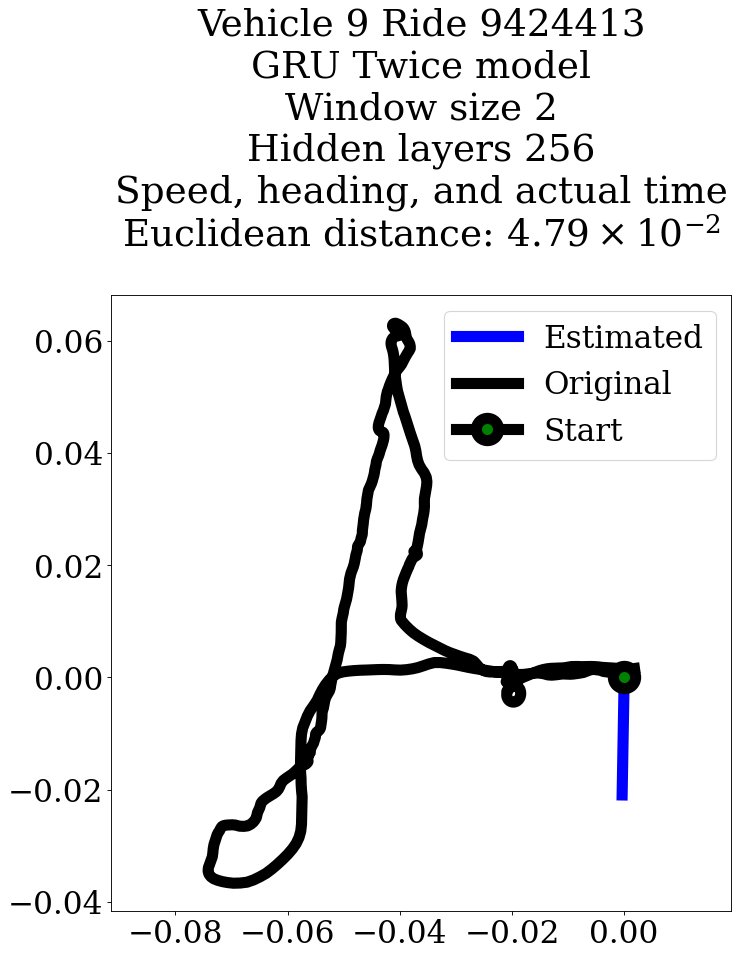 Vehicle 9 Ride 9424413
GRU Twice model
Window size 2
Hidden layers 256
Speed, heading, and actual time
Euclidean distance: 4.79 × 10⁻²
Estimated
Original
Start
0.06
0.04
0.02
0.00
−0.02
−0.04
−0.08 −0.06 −0.04 −0.02 0.00